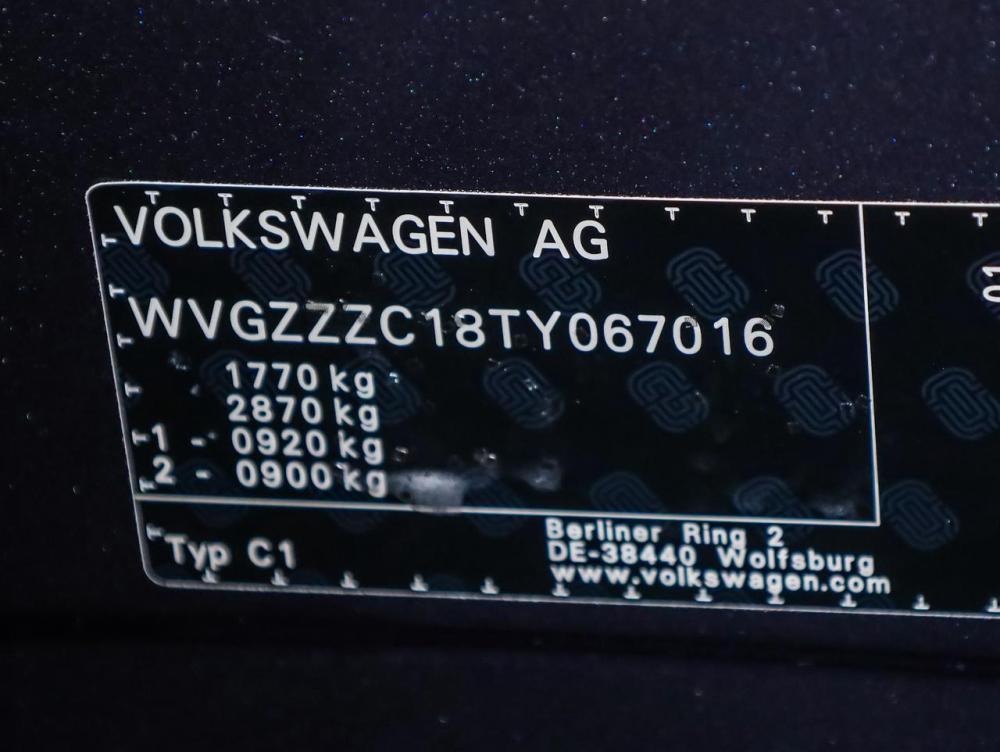 VOLKSWAGEN AG
WVGZZZC18TY067016
1770 kg
2870 kg
1 - 0920 kg
2 - 0900 kg
Typ C1
Berliner Ring 2
DE-38440 Wolfsburg
www.volkswagen.com
01